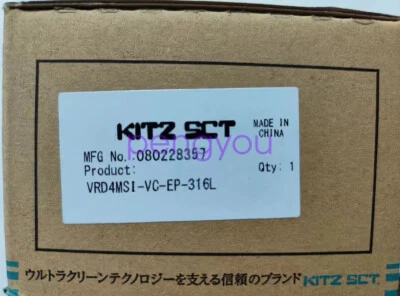 KITZ SCT
MADE IN
CHINA
MFG No. 080228357
Product:
Qty: 1
VRD4MSI-VC-EP-316L
pengyou
ウルトラクリーンテクノロジーを支える信頼のブランド KITZ SCT